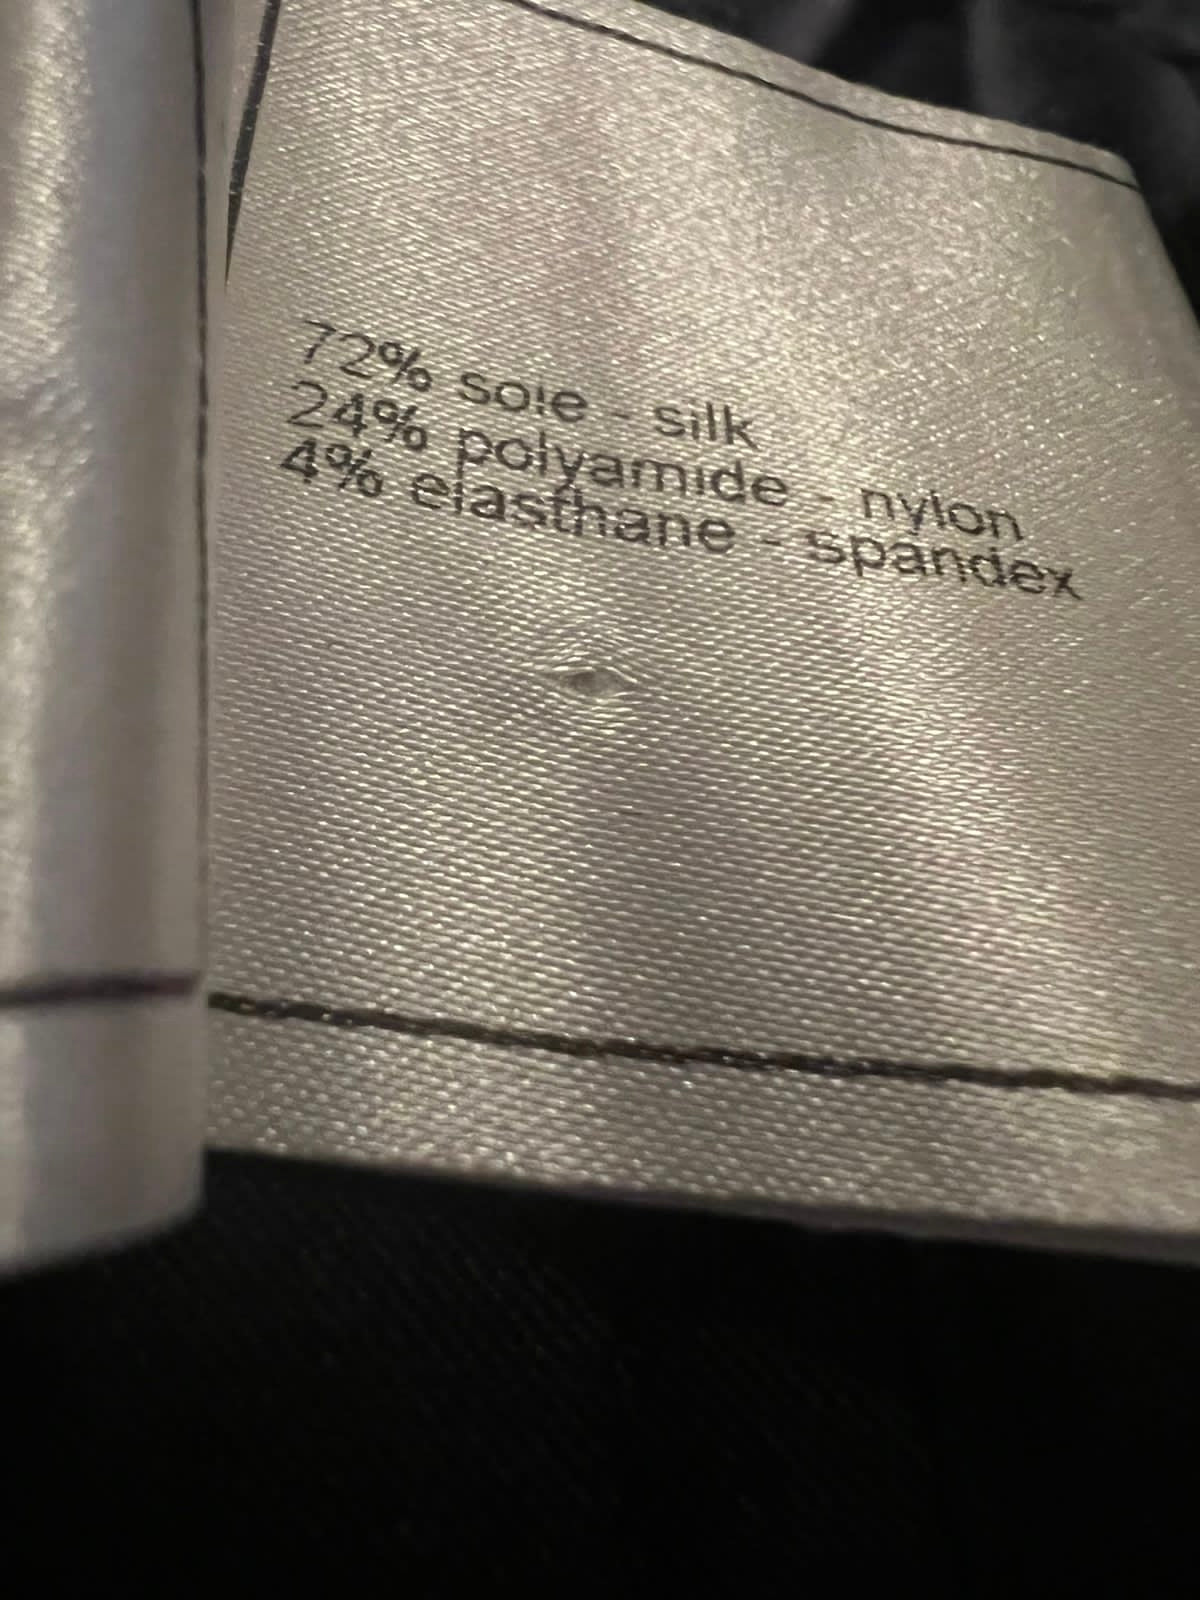 72% soie - silk
24% polyamide - nylon
4% elasthane - spandex